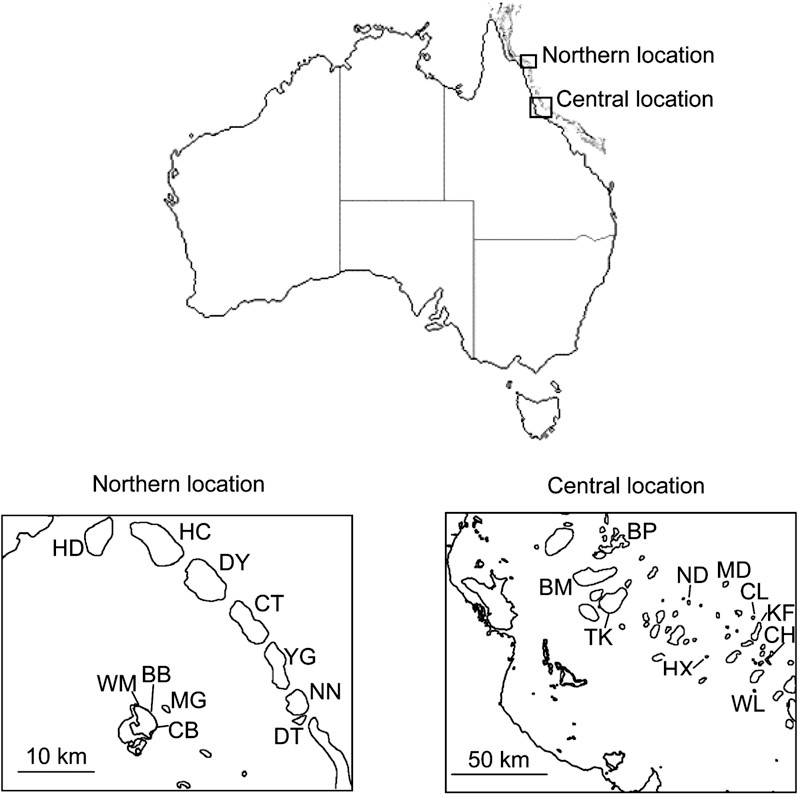 Northern location
Central location
Northern location
HD
HC
DY
CT
YG
NN
DT
WM
BB
MG
CB
10 km
Central location
BP
BM
TK
ND
MD
CL
KF
CH
HX
WL
50 km